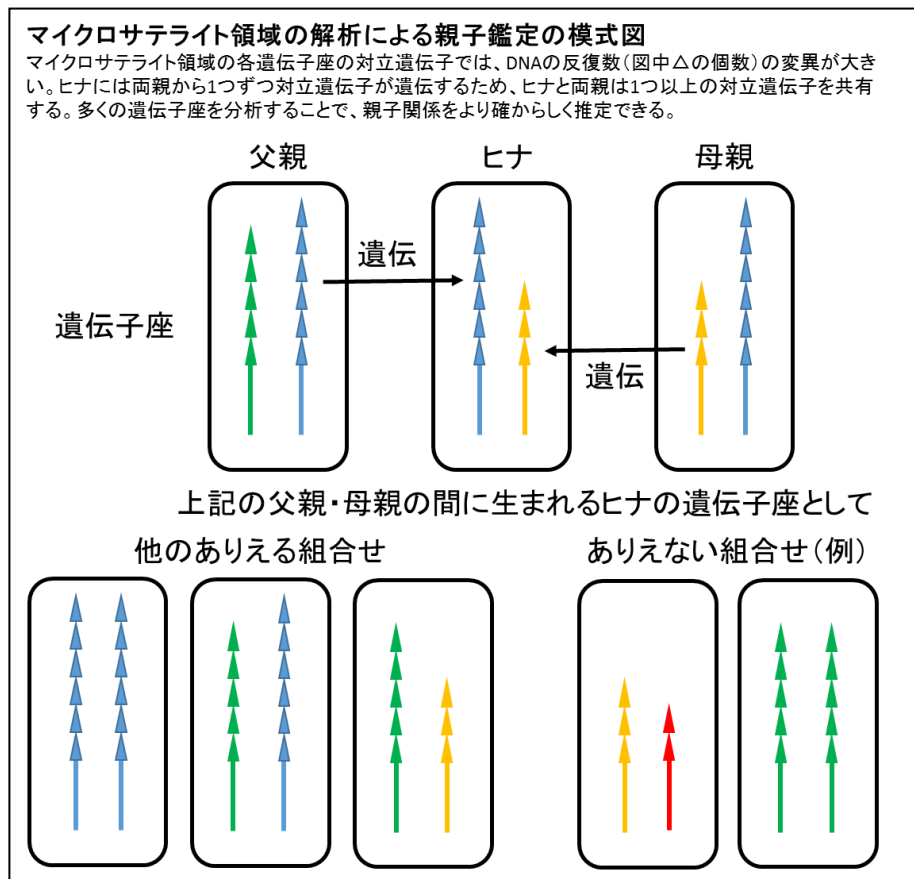 マイクロサテライト領域の解析による親子鑑定の模式図
マイクロサテライト領域の各遺伝子座の対立遺伝子では、DNAの反復数（図中△の個数）の変異が大き
い。ヒナには両親から1つずつ対立遺伝子が遺伝するため、ヒナと両親は1つ以上の対立遺伝子を共有
する。多くの遺伝子座を分析することで、親子関係をより確からしく推定できる。
父親 ヒナ 母親
遺伝
遺伝子座
遺伝
上記の父親・母親の間に生まれるヒナの遺伝子座として
他のありえる組合せ ありえない組合せ（例）